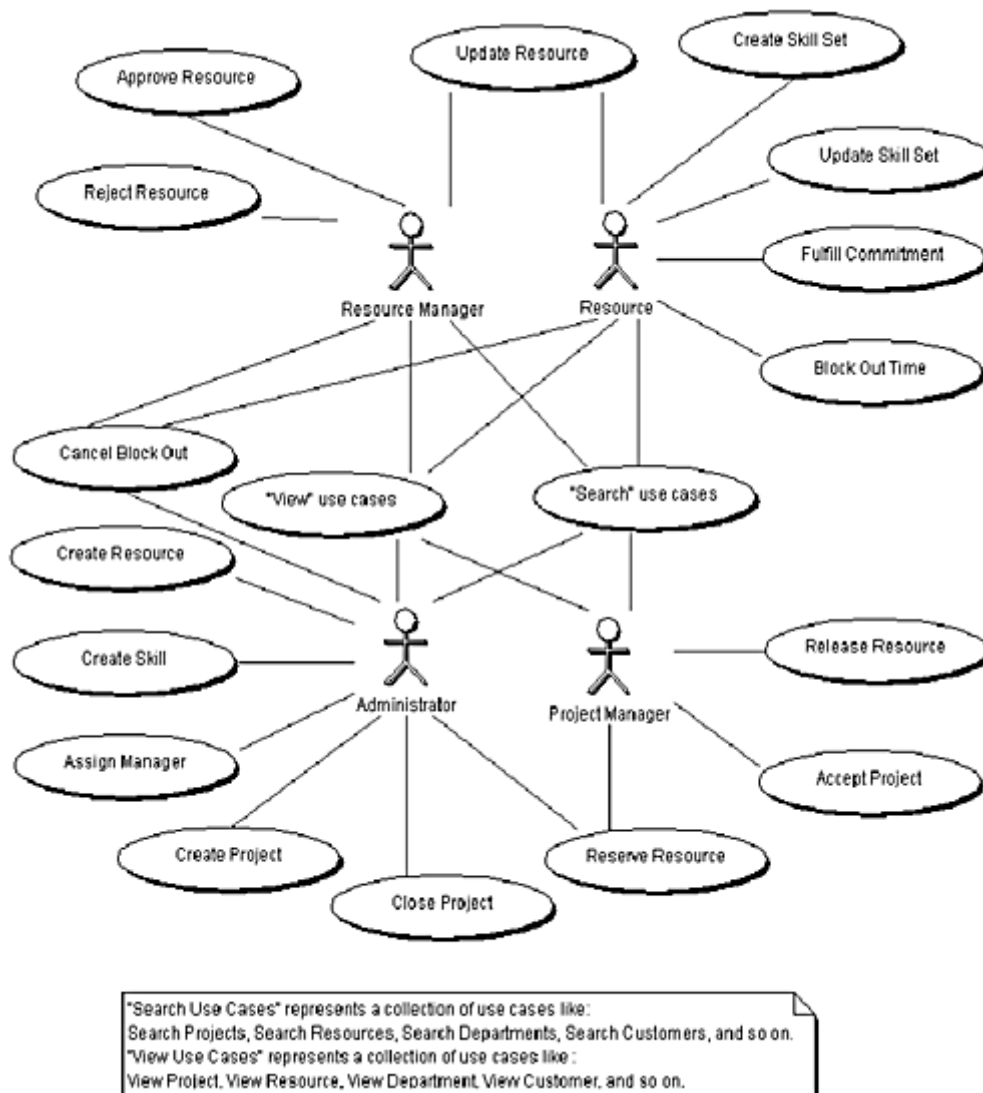 Create Skill Set
Update Resource
Approve Resource
Update Skill Set
Reject Resource
Fulfill Commitment
Resource Manager
Resource
Block Out Time
Cancel Block Out
"View" use cases
"Search" use cases
Create Resource
Release Resource
Create Skill
Administrator
Project Manager
Assign Manager
Accept Project
Create Project
Reserve Resource
Close Project
"Search Use Cases" represents a collection of use cases like:
Search Projects, Search Resources, Search Departments, Search Customers, and so on.
"View Use Cases" represents a collection of use cases like:
View Project, View Resource, View Department, View Customer, and so on.